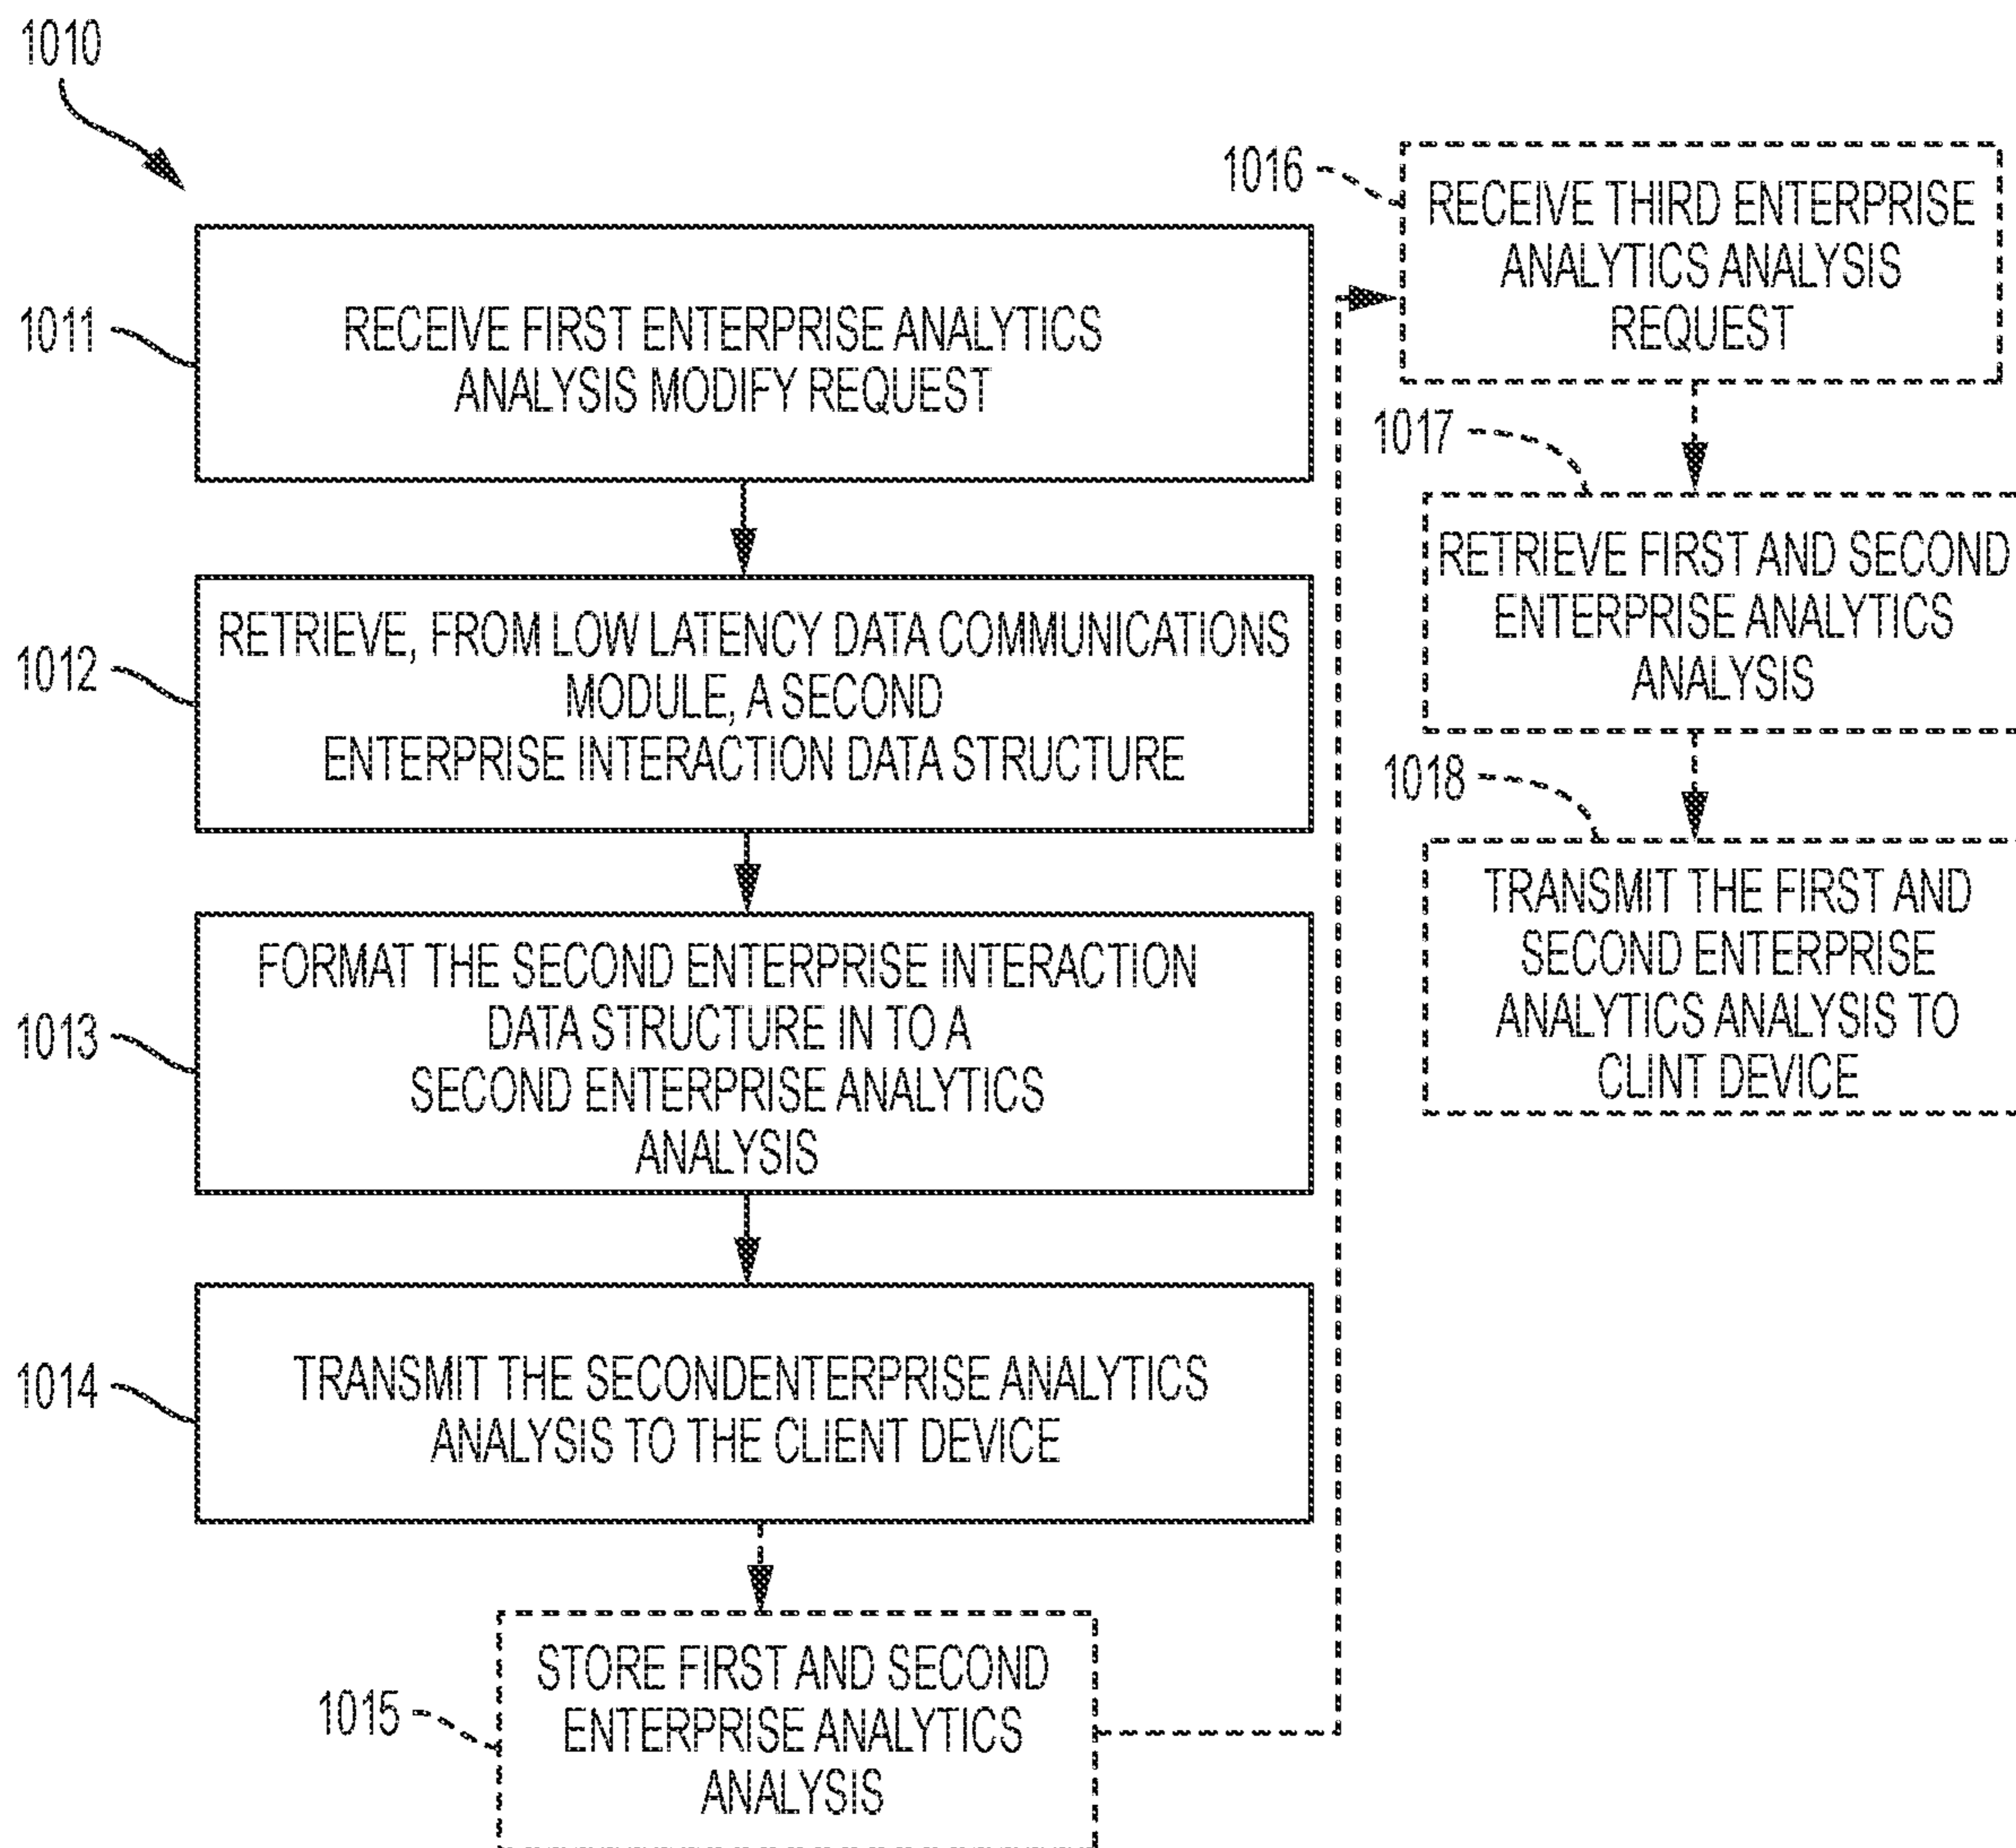 1010
1011
RECEIVE FIRST ENTERPRISE ANALYTICS
ANALYSIS MODIFY REQUEST
1012
RETRIEVE, FROM LOW LATENCY DATA COMMUNICATIONS
MODULE, A SECOND
ENTERPRISE INTERACTION DATA STRUCTURE
1013
FORMAT THE SECOND ENTERPRISE INTERACTION
DATA STRUCTURE IN TO A
SECOND ENTERPRISE ANALYTICS
ANALYSIS
1014
TRANSMIT THE SECONDENTERPRISE ANALYTICS
ANALYSIS TO THE CLIENT DEVICE
1015
STORE FIRST AND SECOND
ENTERPRISE ANALYTICS
ANALYSIS
1016
RECEIVE THIRD ENTERPRISE
ANALYTICS ANALYSIS
REQUEST
1017
RETRIEVE FIRST AND SECOND
ENTERPRISE ANALYTICS
ANALYSIS
1018
TRANSMIT THE FIRST AND
SECOND ENTERPRISE
ANALYTICS ANALYSIS TO
CLINT DEVICE